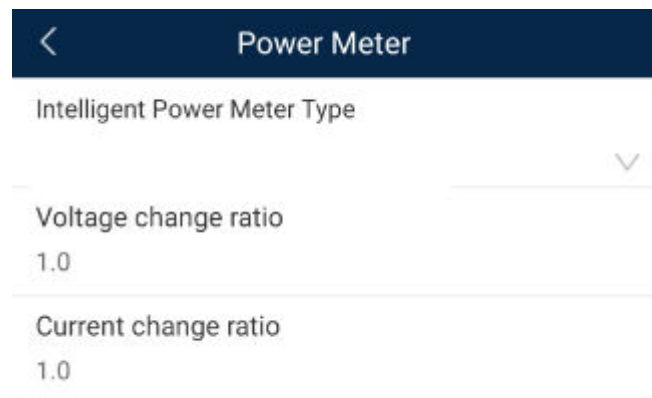 Power Meter
Intelligent Power Meter Type
Voltage change ratio
1.0
Current change ratio
1.0